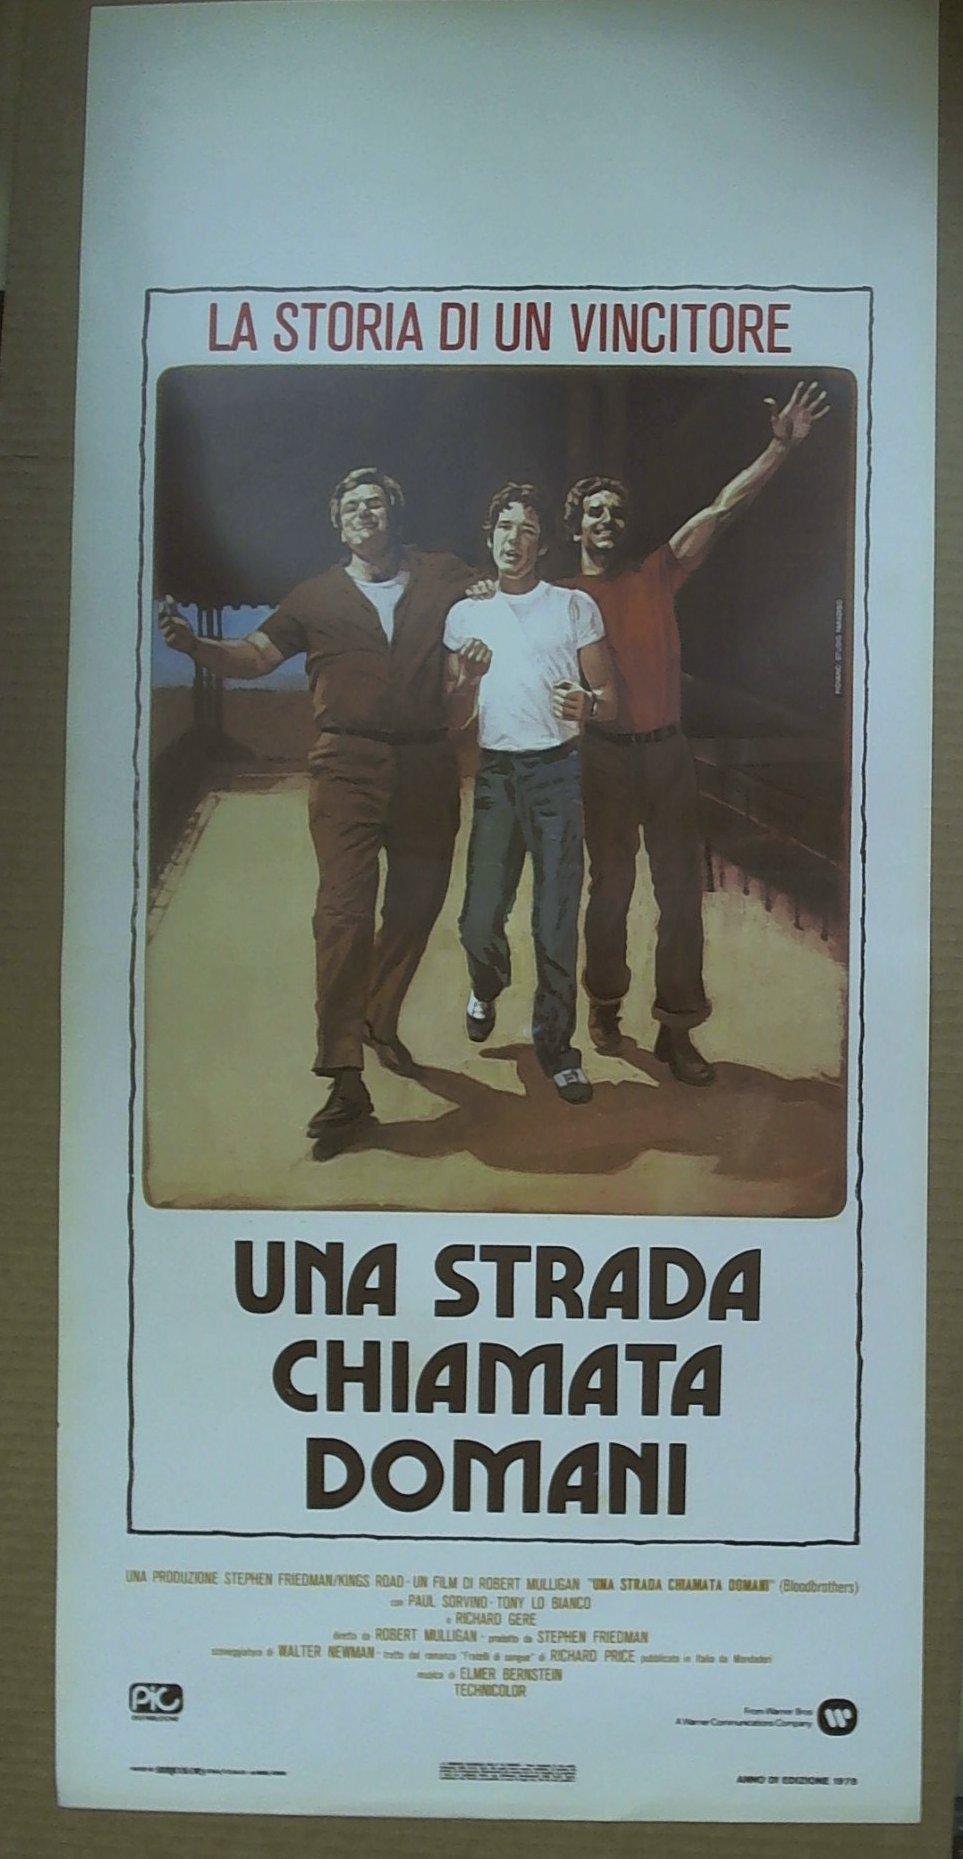 LA STORIA DI UN VINCITORE
UNA STRADA
CHIAMATA
DOMANI
UNA PRODUZIONE STEPHEN FRIEDMAN/KINGS ROAD - UN FILM DI ROBERT MULLIGAN "UNA STRADA CHIAMATA DOMANI" (Bloodbrothers)
con PAUL SORVINO - TONY LO BIANCO
e RICHARD GERE
diretto da ROBERT MULLIGAN - prodotto da STEPHEN FRIEDMAN
sceneggiatura di WALTER NEWMAN - tratto dal romanzo "Fratelli di sangue" di RICHARD PRICE pubblicato in Italia da Mondadori
musica di ELMER BERNSTEIN
TECHNICOLOR
PIC
DISTRIBUZIONE
From Warner Bros
A Warner Communications Company
ANNO DI EDIZIONE 1978